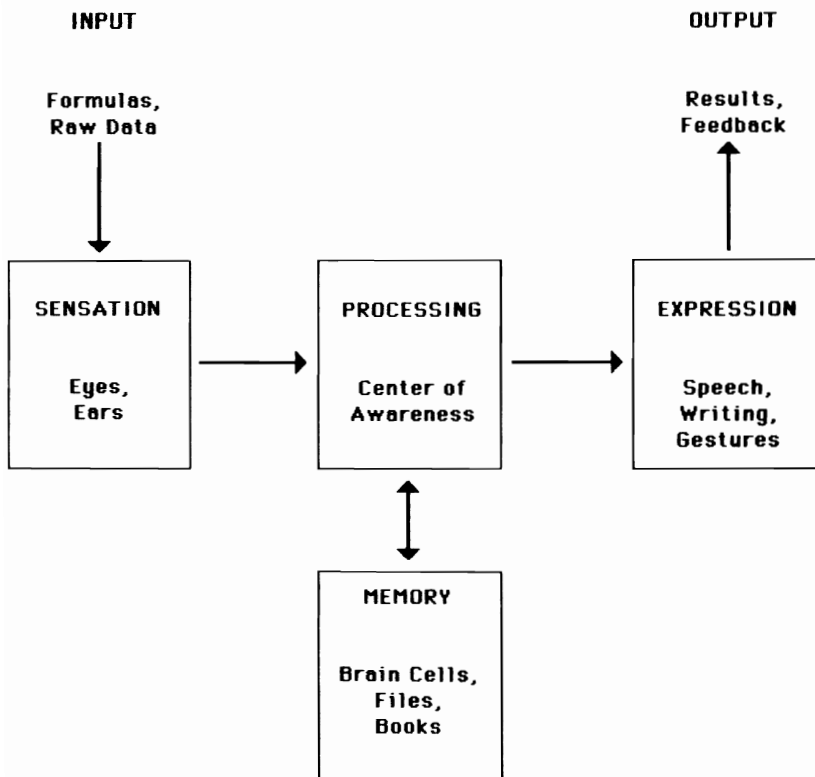 INPUT
Formulas,
Raw Data
OUTPUT
Results,
Feedback
SENSATION
Eyes,
Ears
PROCESSING
Center of
Awareness
EXPRESSION
Speech,
Writing,
Gestures
MEMORY
Brain Cells,
Files,
Books